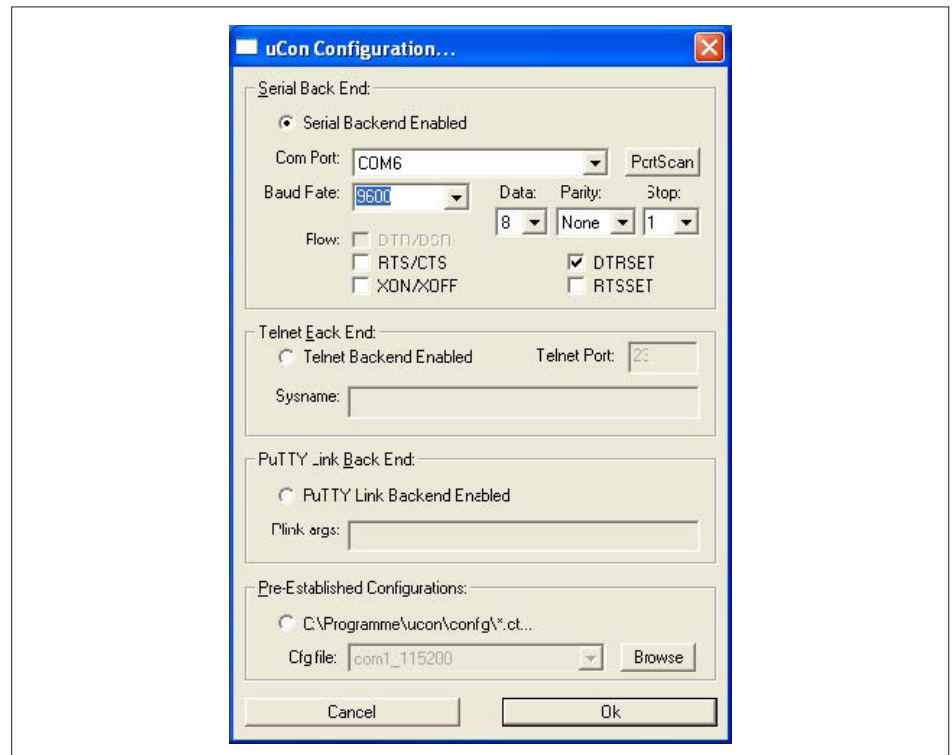 uCon Configuration...
Serial Back End:
Serial Backend Enabled
Com Port: COM6 PortScan
Baud Rate: 9600 Data: Parity: Stop:
8 None 1
Flow: DTR/DSR
RTS/CTS DTRSET
XON/XOFF RTSSET
Telnet Back End:
Telnet Backend Enabled Telnet Port: 23
Sysname:
PuTTY Link Back End:
PuTTY Link Backend Enabled
Plink args:
Pre-Established Configurations:
C:\Programme\ucon\confg\*.ct...
Cfg file: com1_115200 Browse
Cancel Ok